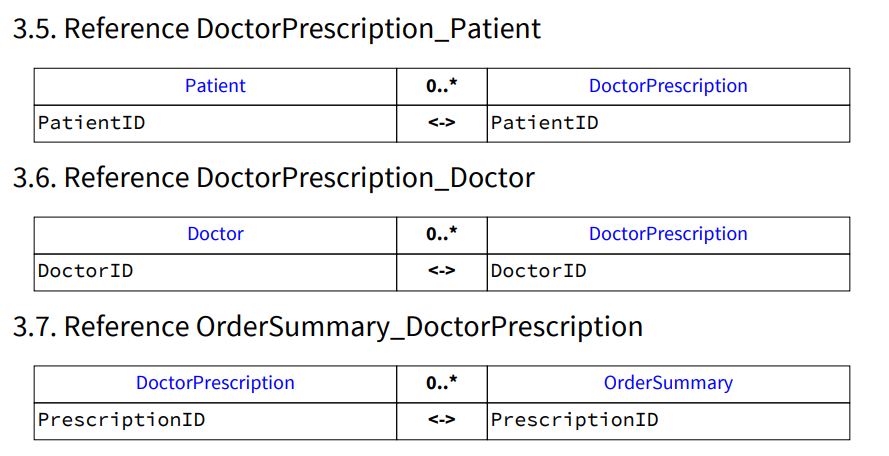 3.5. Reference DoctorPrescription_Patient
Patient 0..* DoctorPrescription
PatientID <-> PatientID
3.6. Reference DoctorPrescription_Doctor
Doctor 0..* DoctorPrescription
DoctorID <-> DoctorID
3.7. Reference OrderSummary_DoctorPrescription
DoctorPrescription 0..* OrderSummary
PrescriptionID <-> PrescriptionID